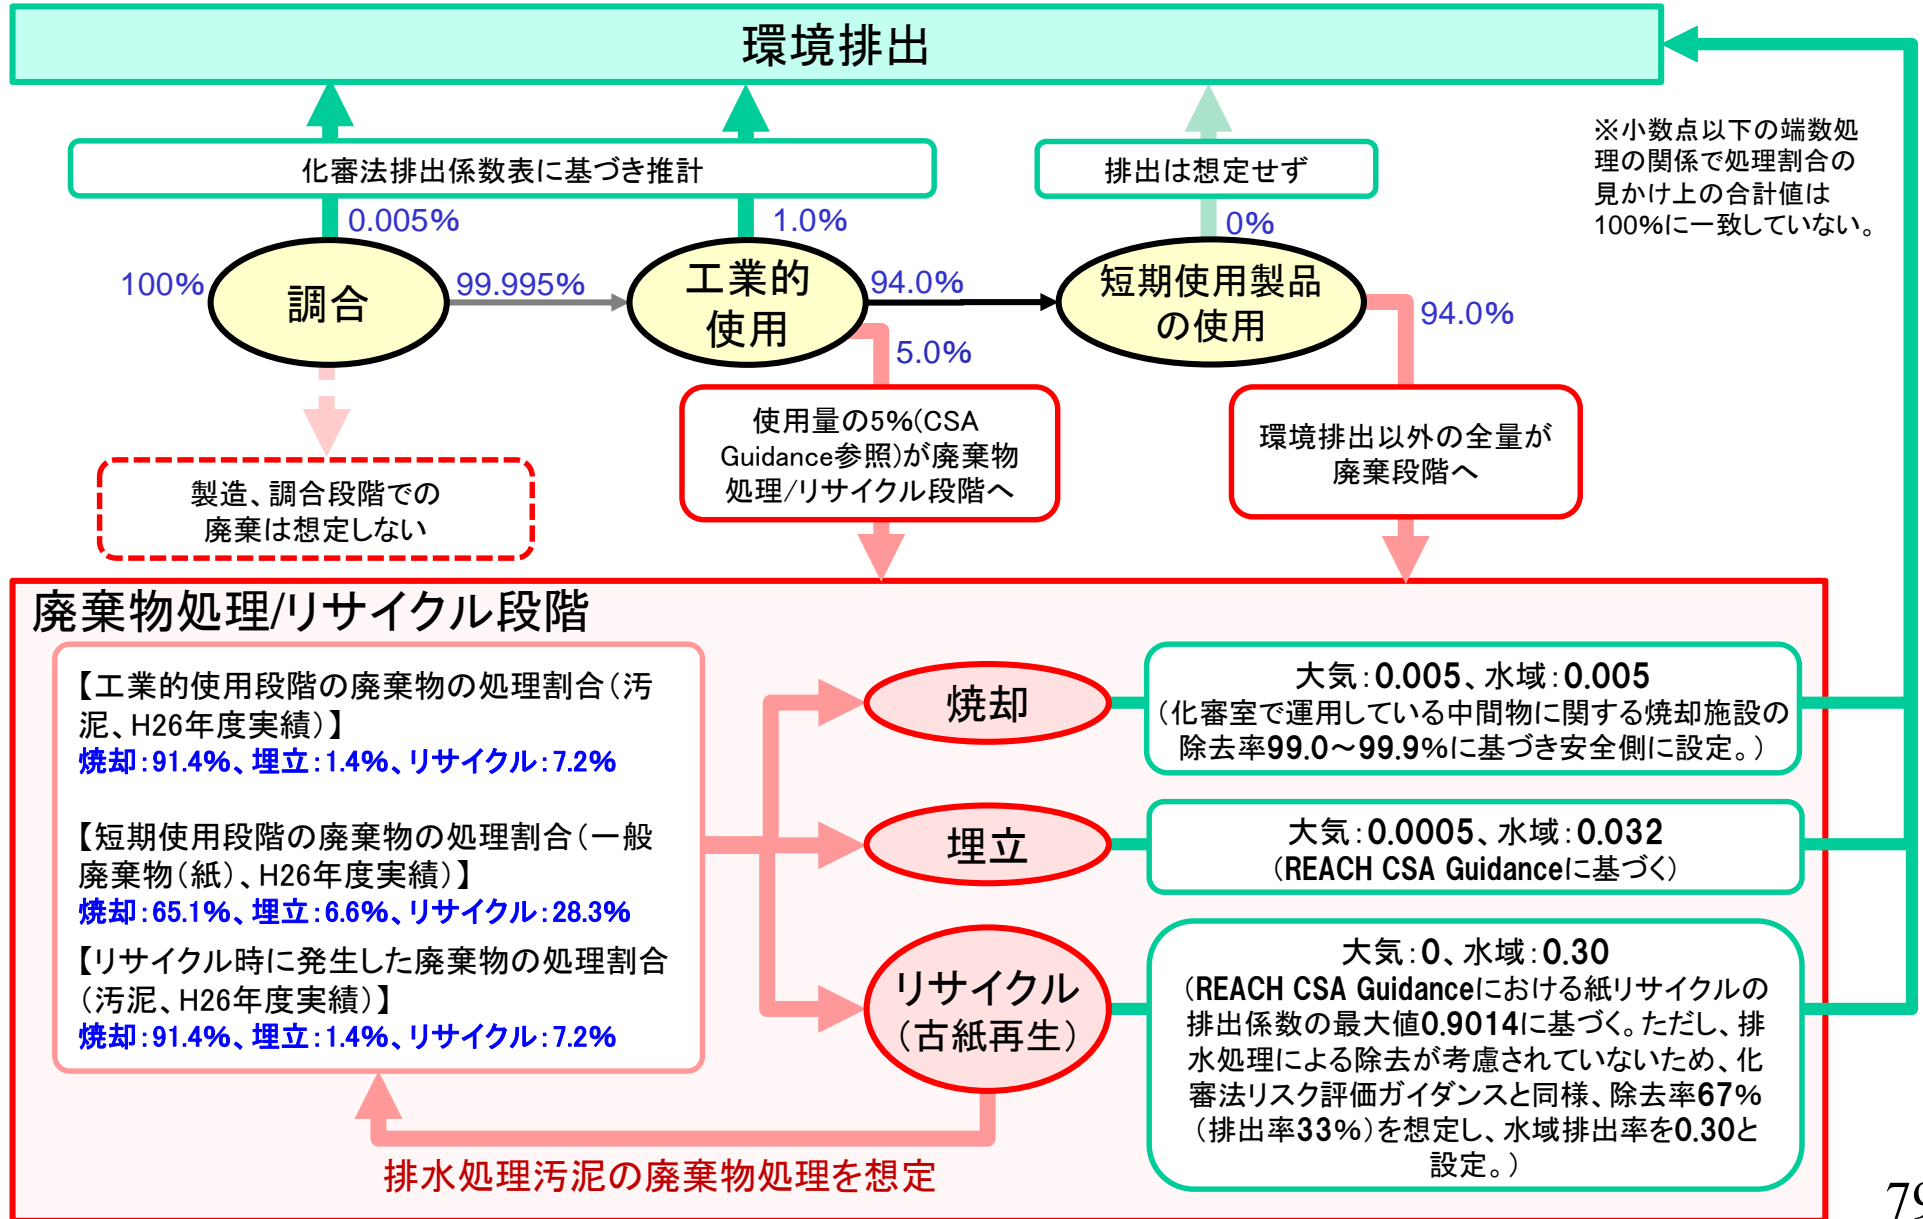 環境排出
※小数点以下の端数処
理の関係で処理割合の
見かけ上の合計値は
100%に一致していない。
化審法排出係数表に基づき推計
排出は想定せず
0.005%
1.0%
0%
100%
調合
99.995%
工業的
使用
94.0%
短期使用製品
の使用
94.0%
5.0%
製造、調合段階での
廃棄は想定しない
使用量の5%(CSA
Guidance参照)が廃棄物
処理/リサイクル段階へ
環境排出以外の全量が
廃棄段階へ
廃棄物処理/リサイクル段階
【工業的使用段階の廃棄物の処理割合(汚
泥、H26年度実績)】
焼却:91.4%、埋立:1.4%、リサイクル:7.2%
【短期使用段階の廃棄物の処理割合(一般
廃棄物(紙)、H26年度実績)】
焼却:65.1%、埋立:6.6%、リサイクル:28.3%
【リサイクル時に発生した廃棄物の処理割合
(汚泥、H26年度実績)】
焼却:91.4%、埋立:1.4%、リサイクル:7.2%
焼却
大気:0.005、水域:0.005
(化審室で運用している中間物に関する焼却施設の
除去率99.0~99.9%に基づき安全側に設定。)
埋立
大気:0.0005、水域:0.032
(REACH CSA Guidanceに基づく)
リサイクル
(古紙再生)
大気:0、水域:0.30
(REACH CSA Guidanceにおける紙リサイクルの
排出係数の最大値0.9014に基づく。ただし、排
水処理による除去が考慮されていないため、化
審法リスク評価ガイダンスと同様、除去率67%
(排出率33%)を想定し、水域排出率を0.30と
設定。)
排水処理汚泥の廃棄物処理を想定
79